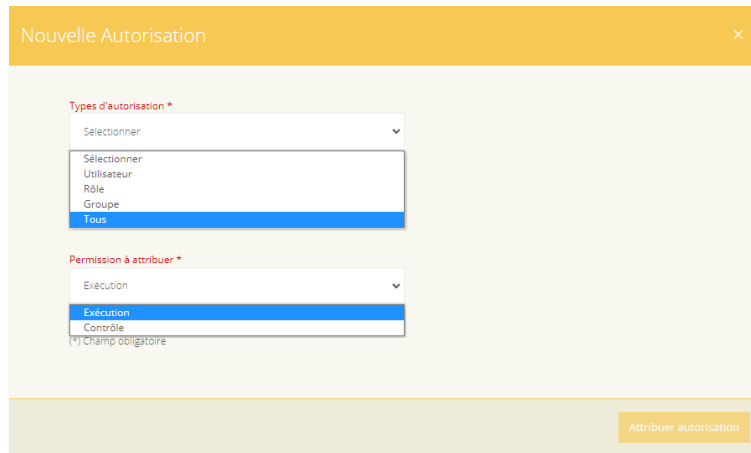 Nouvelle Autorisation ×
Types d'autorisation *
Sélectionner
Sélectionner
Utilisateur
Rôle
Groupe
Tous
Permission à attribuer *
Exécution
Exécution
Contrôle
(*) Champ obligatoire
Attribuer autorisation